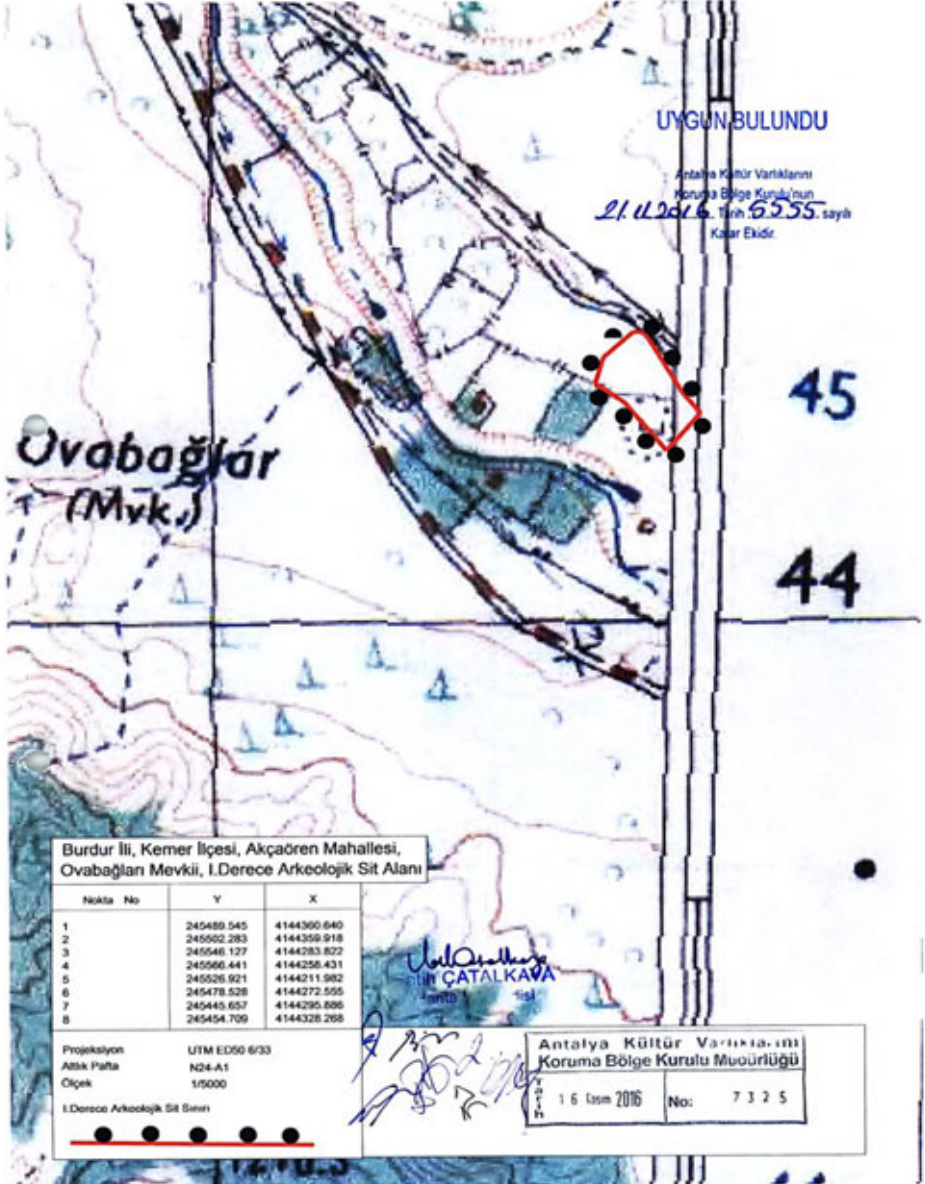 UYGUN BULUNDU
Antalya Kültür Varlıklarını
Koruma Bölge Kurulu'nun
21.11.2016 Tarih 5555 sayılı
Karar Ekidir.
45
Ovabağlar
(Mvk.)
44
Burdur İli, Kemer İlçesi, Akçaören Mahallesi,
Ovabağları Mevkii, I.Derece Arkeolojik Sit Alanı
Nokta No Y X
1 245489.545 4144360.640
2 245502.283 4144359.918
3 245546.127 4144283.822
4 245566.441 4144258.431
5 245526.921 4144211.982
6 245478.528 4144272.555
7 245445.657 4144295.886
8 245454.709 4144328.268
ÇATALKAYA
Projeksiyon UTM ED50 6/33
Altlık Pafta N24-A1
Ölçek 1/5000
I.Derece Arkeolojik Sit Sınırı
Antalya Kültür Varlıklarını
Koruma Bölge Kurulu Müdürlüğü
Tarih 16 Kasım 2016 No: 7325